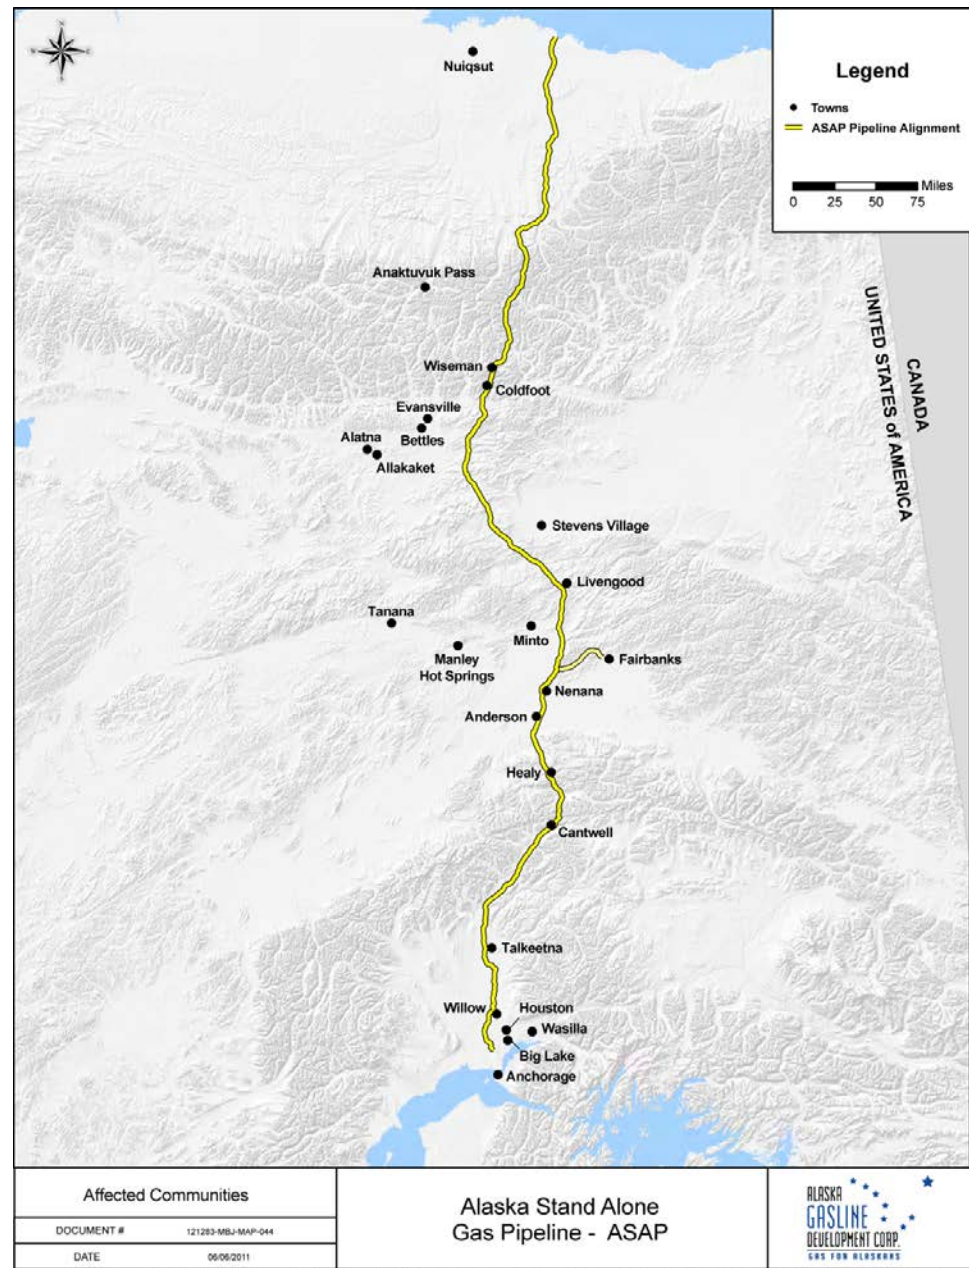 N
W
E
S
Nuiqsut
Legend
Towns
ASAP Pipeline Alignment
Miles
0 25 50 75
Anaktuvuk Pass
UNITED STATES of AMERICA
CANADA
Wiseman
Coldfoot
Evansville
Bettles
Alatna
Allakaket
Stevens Village
Livengood
Tanana
Minto
Manley
Hot Springs
Fairbanks
Nenana
Anderson
Healy
Cantwell
Talkeetna
Willow
Houston
Wasilla
Big Lake
Anchorage
Affected Communities
DOCUMENT # 121283-MBJ-MAP-044
DATE 06/06/2011
Alaska Stand Alone
Gas Pipeline - ASAP
ALASKA
GASLINE
DEVELOPMENT CORP.
GAS FOR ALASKANS